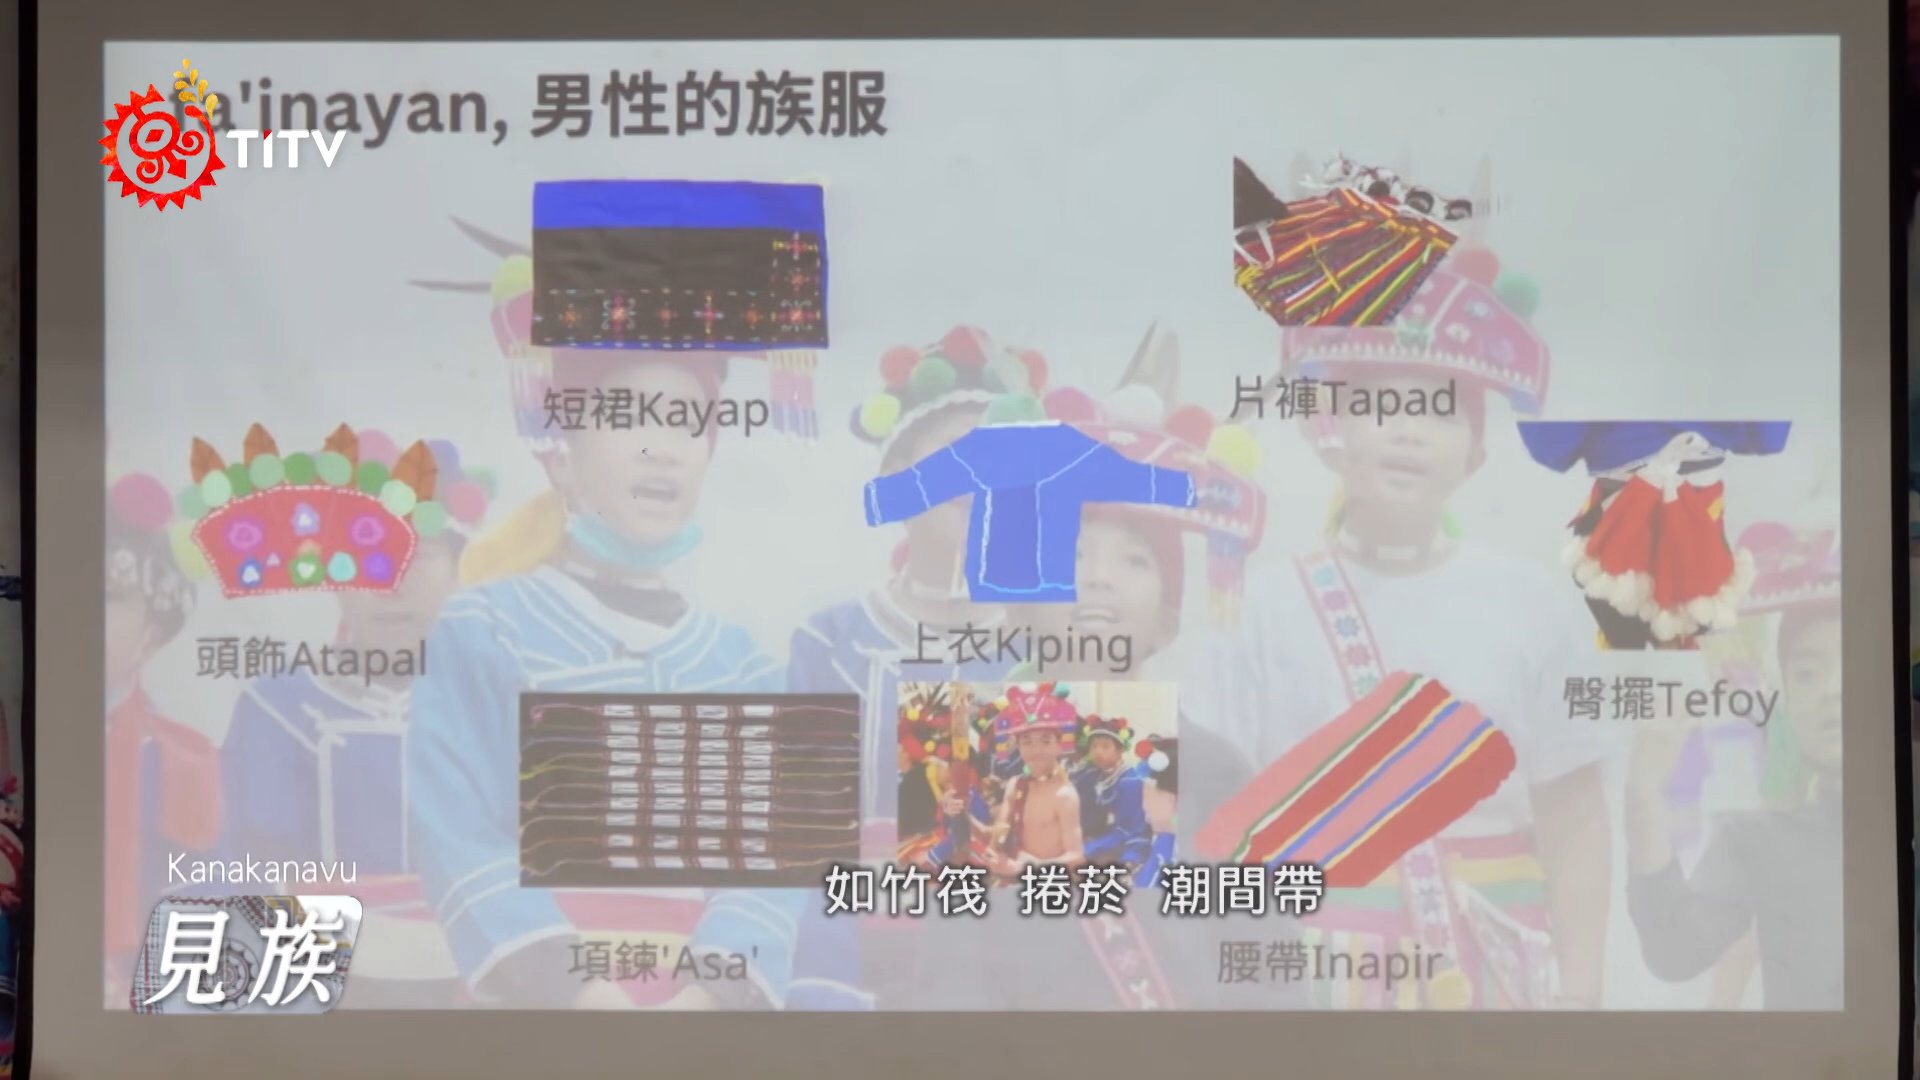 fa'inayan, 男性的族服
TiTV
短裙Kayap
片褲Tapad
頭飾Atapal
上衣Kiping
臀擺Tefoy
項鍊'Asa'
腰帶Inapir
如竹筏 捲菸 潮間帶
Kanakanavu
見族